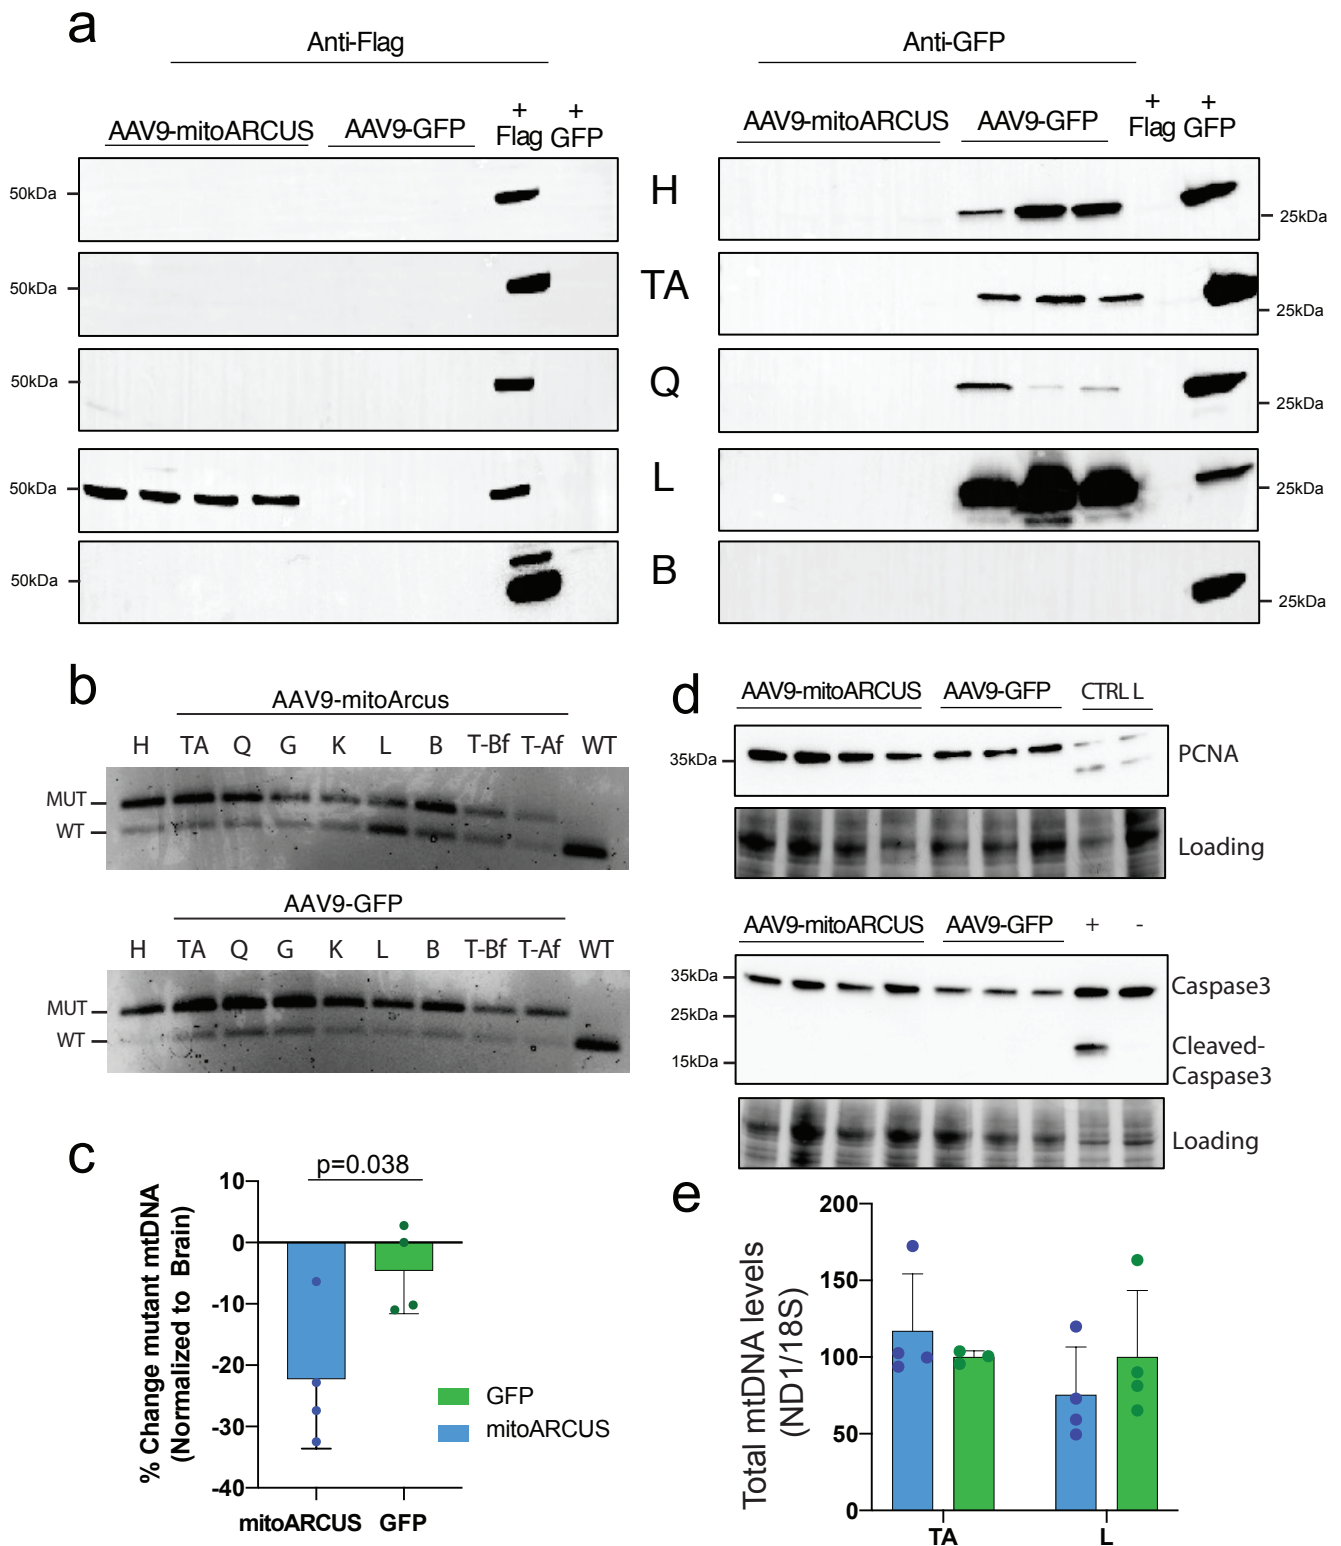 a
Anti-Flag
Anti-GFP
AAV9-mitoARCUS AAV9-GFP + Flag + GFP
AAV9-mitoARCUS AAV9-GFP + Flag + GFP
50kDa H 25kDa
50kDa TA 25kDa
50kDa Q 25kDa
50kDa L 25kDa
50kDa B 25kDa
b
AAV9-mitoArcus
H TA Q G K L B T-Bf T-Af WT
MUT
WT
AAV9-GFP
H TA Q G K L B T-Bf T-Af WT
MUT
WT
c
p=0.038
% Change mutant mtDNA
(Normalized to Brain)
10
0
-10
-20
-30
-40
mitoARCUS GFP
GFP
mitoARCUS
d
AAV9-mitoARCUS AAV9-GFP CTRL L
35kDa PCNA
Loading
AAV9-mitoARCUS AAV9-GFP + -
35kDa Caspase3
25kDa
15kDa Cleaved-
Caspase3
Loading
e
Total mtDNA levels
(ND1/18S)
200
150
100
50
0
TA L